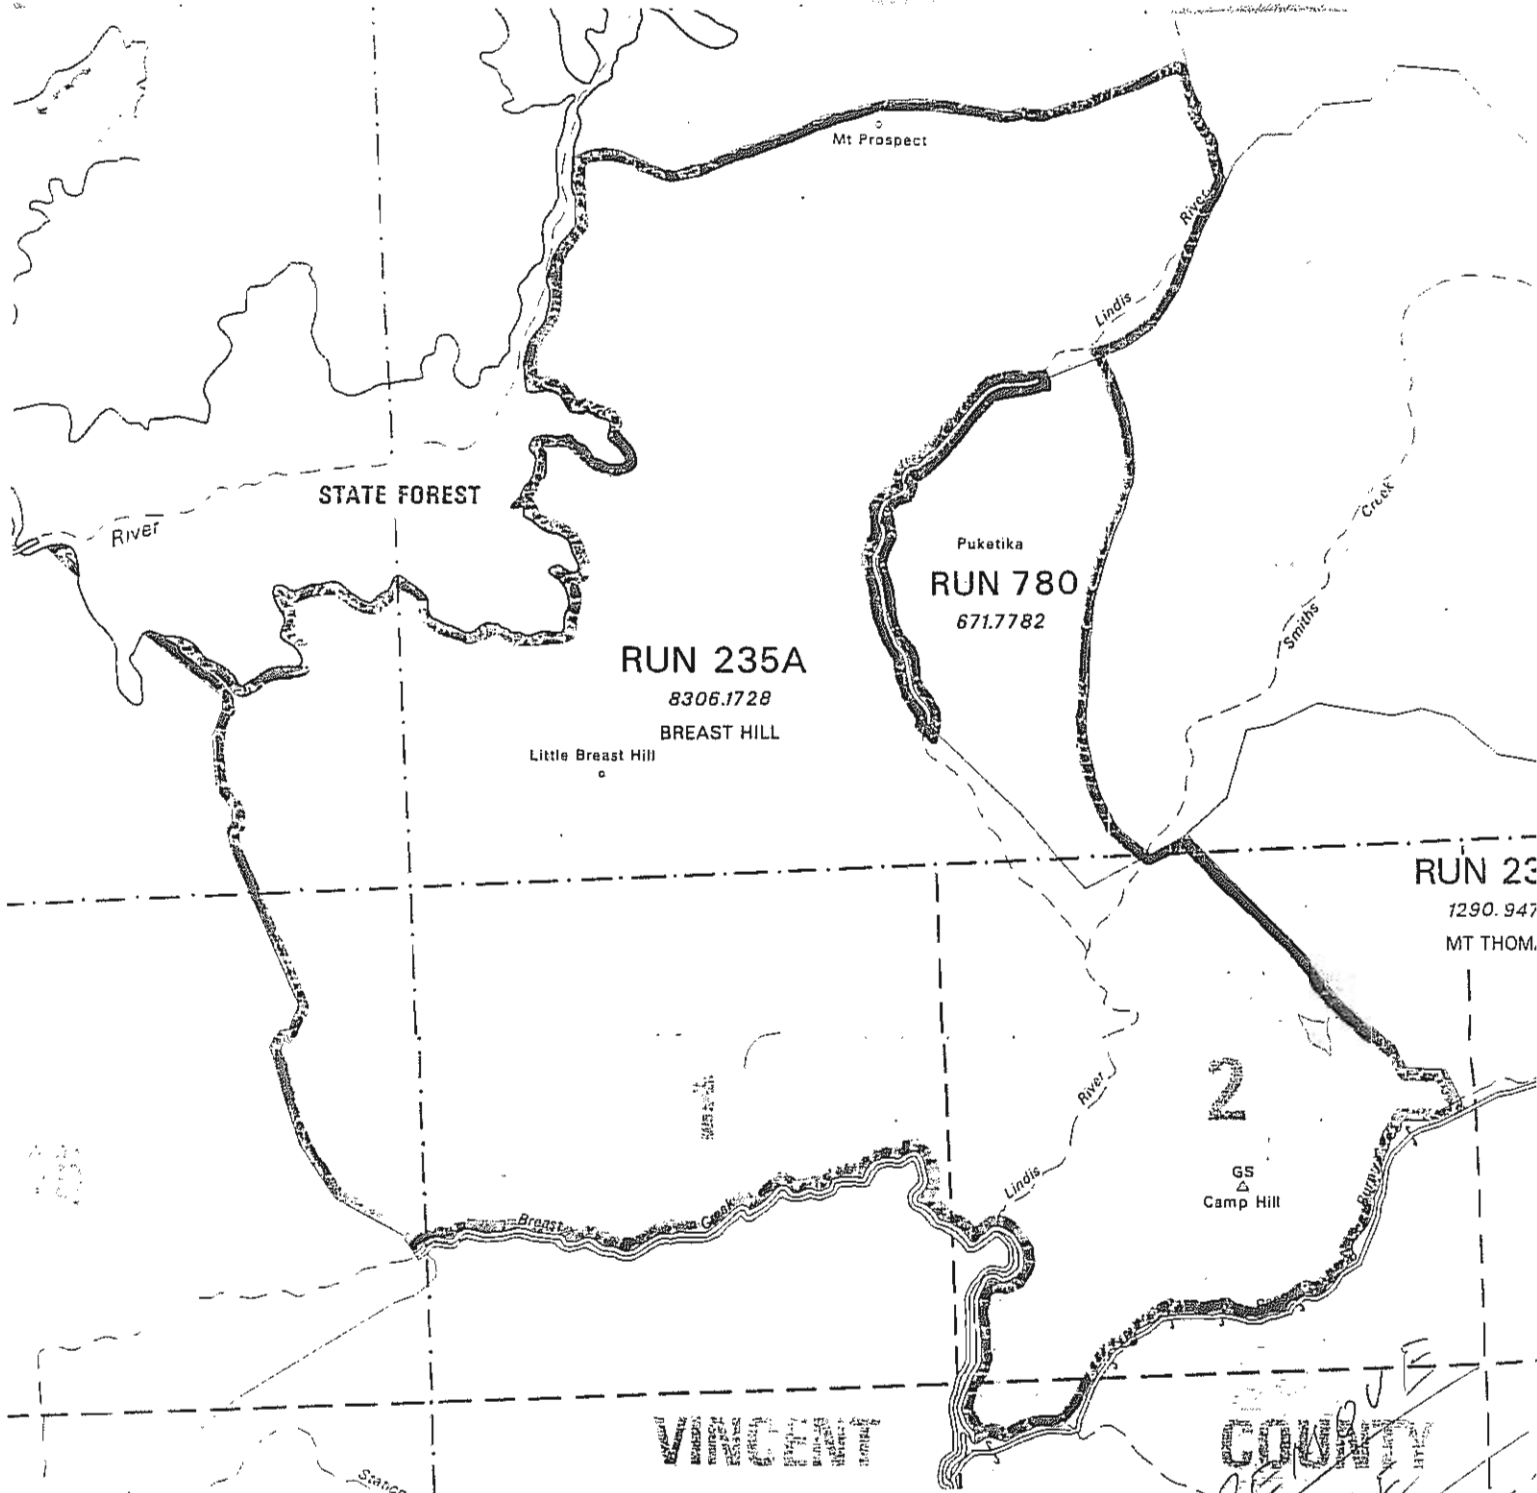 Mt Prospect
River
Lindis
STATE FOREST
River
Creek
Smiths
Puketika
RUN 780
671.7782
RUN 235A
8306.1728
BREAST HILL
Little Breast Hill
RUN 23
1290.947
MT THOM
1
2
River
Lindis
GS
Camp Hill
Breast Creek
VINCENT COUNTY